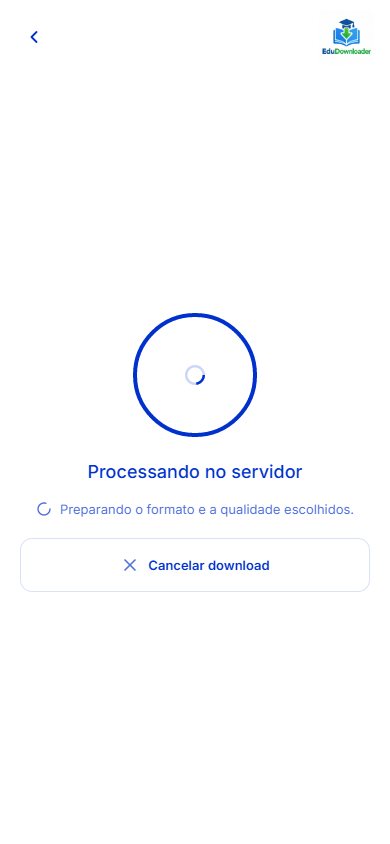 EduDownloader
Processando no servidor
Preparando o formato e a qualidade escolhidos.
Cancelar download